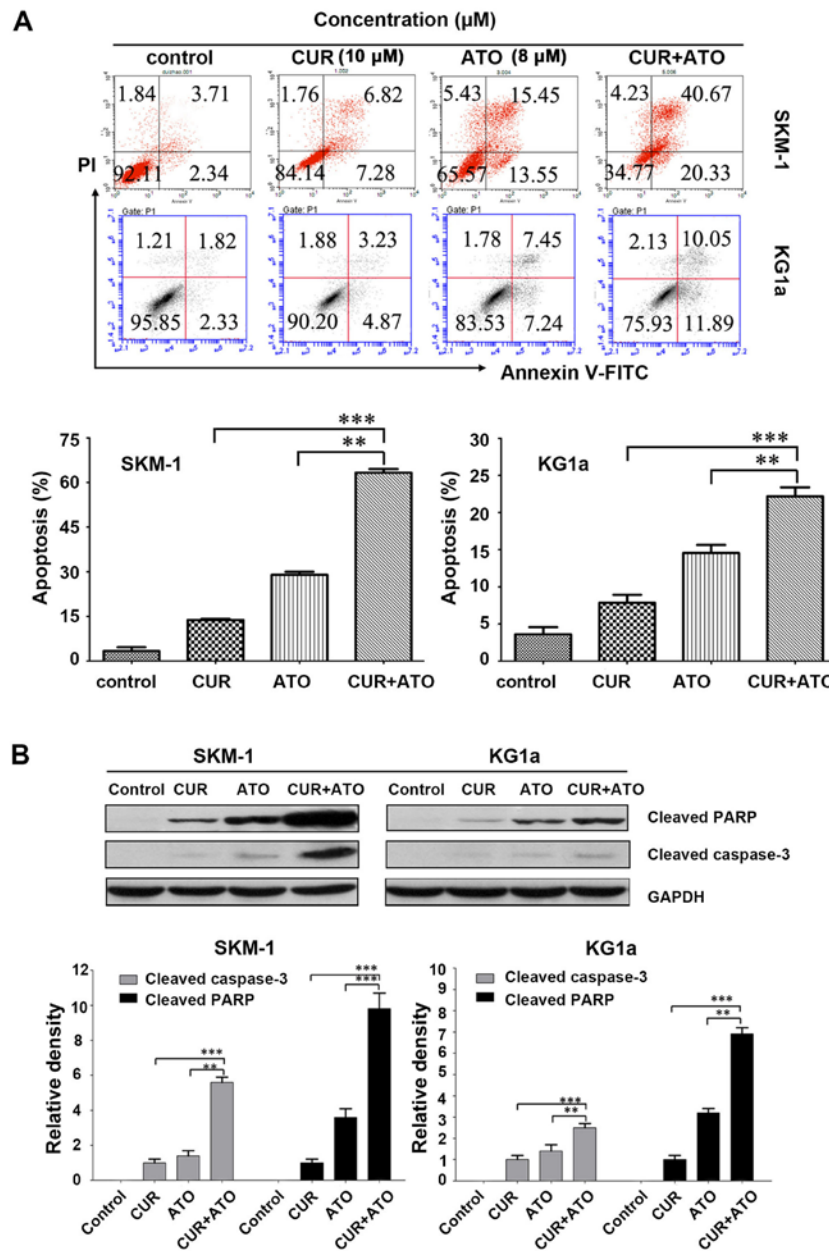 A
Concentration (µM)
control CUR (10 µM) ATO (8 µM) CUR+ATO
1.84 3.71 1.76 6.82 5.43 15.45 4.23 40.67
92.11 2.34 84.14 7.28 65.57 13.55 34.77 20.33
SKM-1
PI
Gate: P1 Gate: P1 Gate: P1 Gate: P1
1.21 1.82 1.88 3.23 1.78 7.45 2.13 10.05
95.85 2.33 90.20 4.87 83.53 7.24 75.93 11.89
KG1a
Annexin V-FITC
SKM-1
Apoptosis (%)
75
60
45
30
15
0
***
**
control CUR ATO CUR+ATO
KG1a
Apoptosis (%)
30
25
20
15
10
5
0
***
**
control CUR ATO CUR+ATO
B
SKM-1 KG1a
Control CUR ATO CUR+ATO Control CUR ATO CUR+ATO
Cleaved PARP
Cleaved caspase-3
GAPDH
SKM-1
Cleaved caspase-3
Cleaved PARP
Relative density
12
10
8
6
4
2
0
***
**
***
***
Control CUR ATO CUR+ATO Control CUR ATO CUR+ATO
KG1a
Cleaved caspase-3
Cleaved PARP
Relative density
10
9
8
7
5
4
3
2
1
0
***
**
***
**
Control CUR ATO CUR+ATO Control CUR ATO CUR+ATO